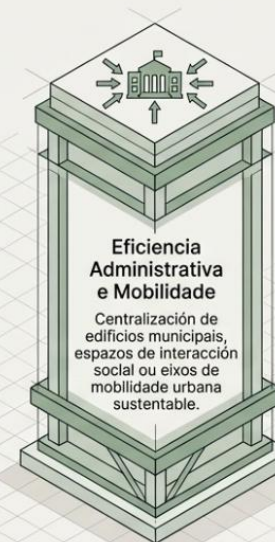 Eficiencia
Administrativa
e Mobilidade
Centralización de
edificios municipais,
espazos de interacción
social ou eixos de
mobilidade urbana
sustentable.